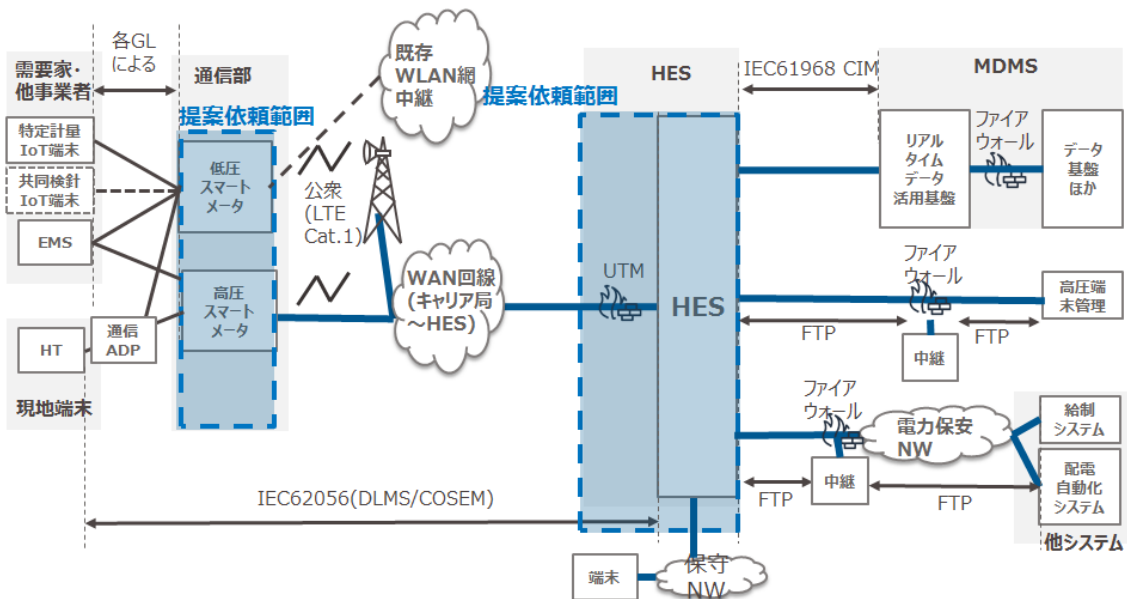 各GL
による
需要家・
他事業者
通信部
提案依頼範囲
特定計量
IoT端末
共同検針
IoT端末
EMS
HT
通信
ADP
現地端末
低圧
スマート
メータ
高圧
スマート
メータ
既存
WLAN網
中継
公衆
(LTE
Cat.1)
WAN回線
(キャリア局
～HES)
HES
提案依頼範囲
UTM
HES
IEC61968 CIM
MDMS
リアル
タイム
データ
活用基盤
ファイア
ウォール
データ
基盤
ほか
ファイア
ウォール
高圧端
末管理
FTP
FTP
中継
ファイア
ウォール
電力保安
NW
給制
システム
配電
自動化
システム
他システム
FTP
中継
FTP
IEC62056(DLMS/COSEM)
端末
保守
NW